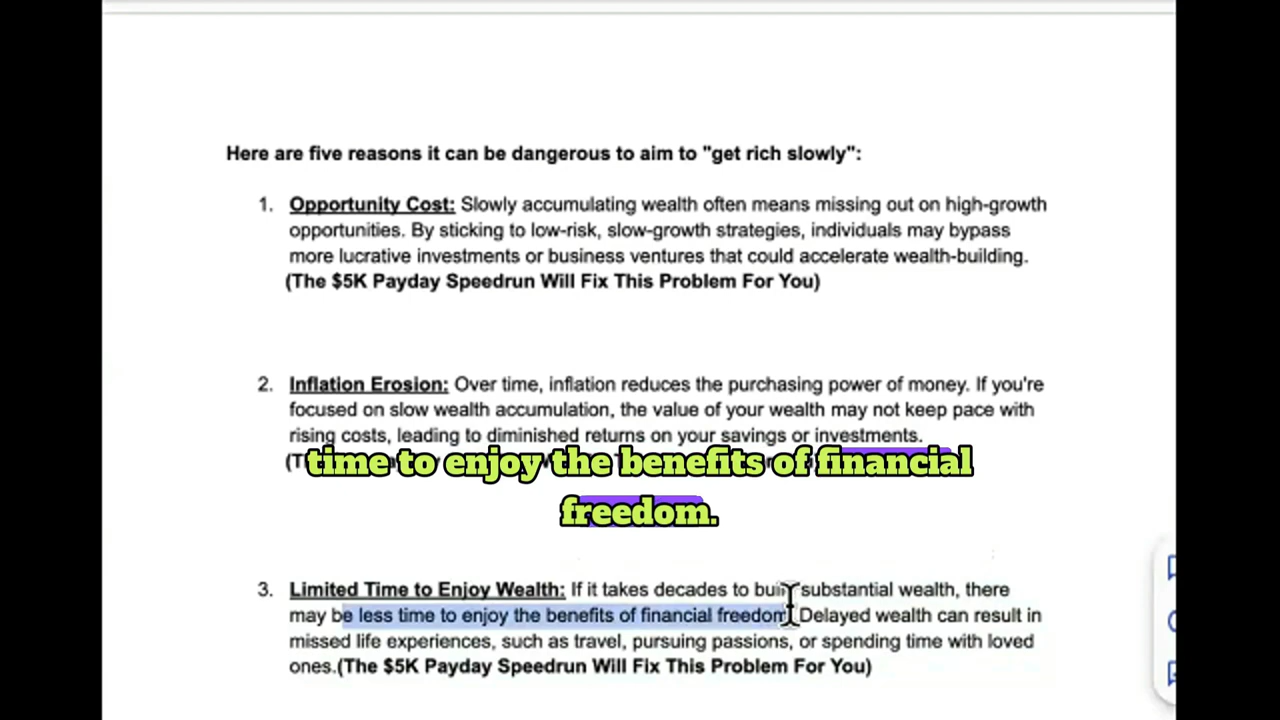 Here are five reasons it can be dangerous to aim to "get rich slowly":
1. Opportunity Cost: Slowly accumulating wealth often means missing out on high-growth
opportunities. By sticking to low-risk, slow-growth strategies, individuals may bypass
more lucrative investments or business ventures that could accelerate wealth-building.
(The $5K Payday Speedrun Will Fix This Problem For You)
2. Inflation Erosion: Over time, inflation reduces the purchasing power of money. If you're
focused on slow wealth accumulation, the value of your wealth may not keep pace with
rising costs, leading to diminished returns on your savings or investments.
time to enjoy the benefits of financial
freedom.
3. Limited Time to Enjoy Wealth: If it takes decades to build substantial wealth, there
may be less time to enjoy the benefits of financial freedom. Delayed wealth can result in
missed life experiences, such as travel, pursuing passions, or spending time with loved
ones.(The $5K Payday Speedrun Will Fix This Problem For You)